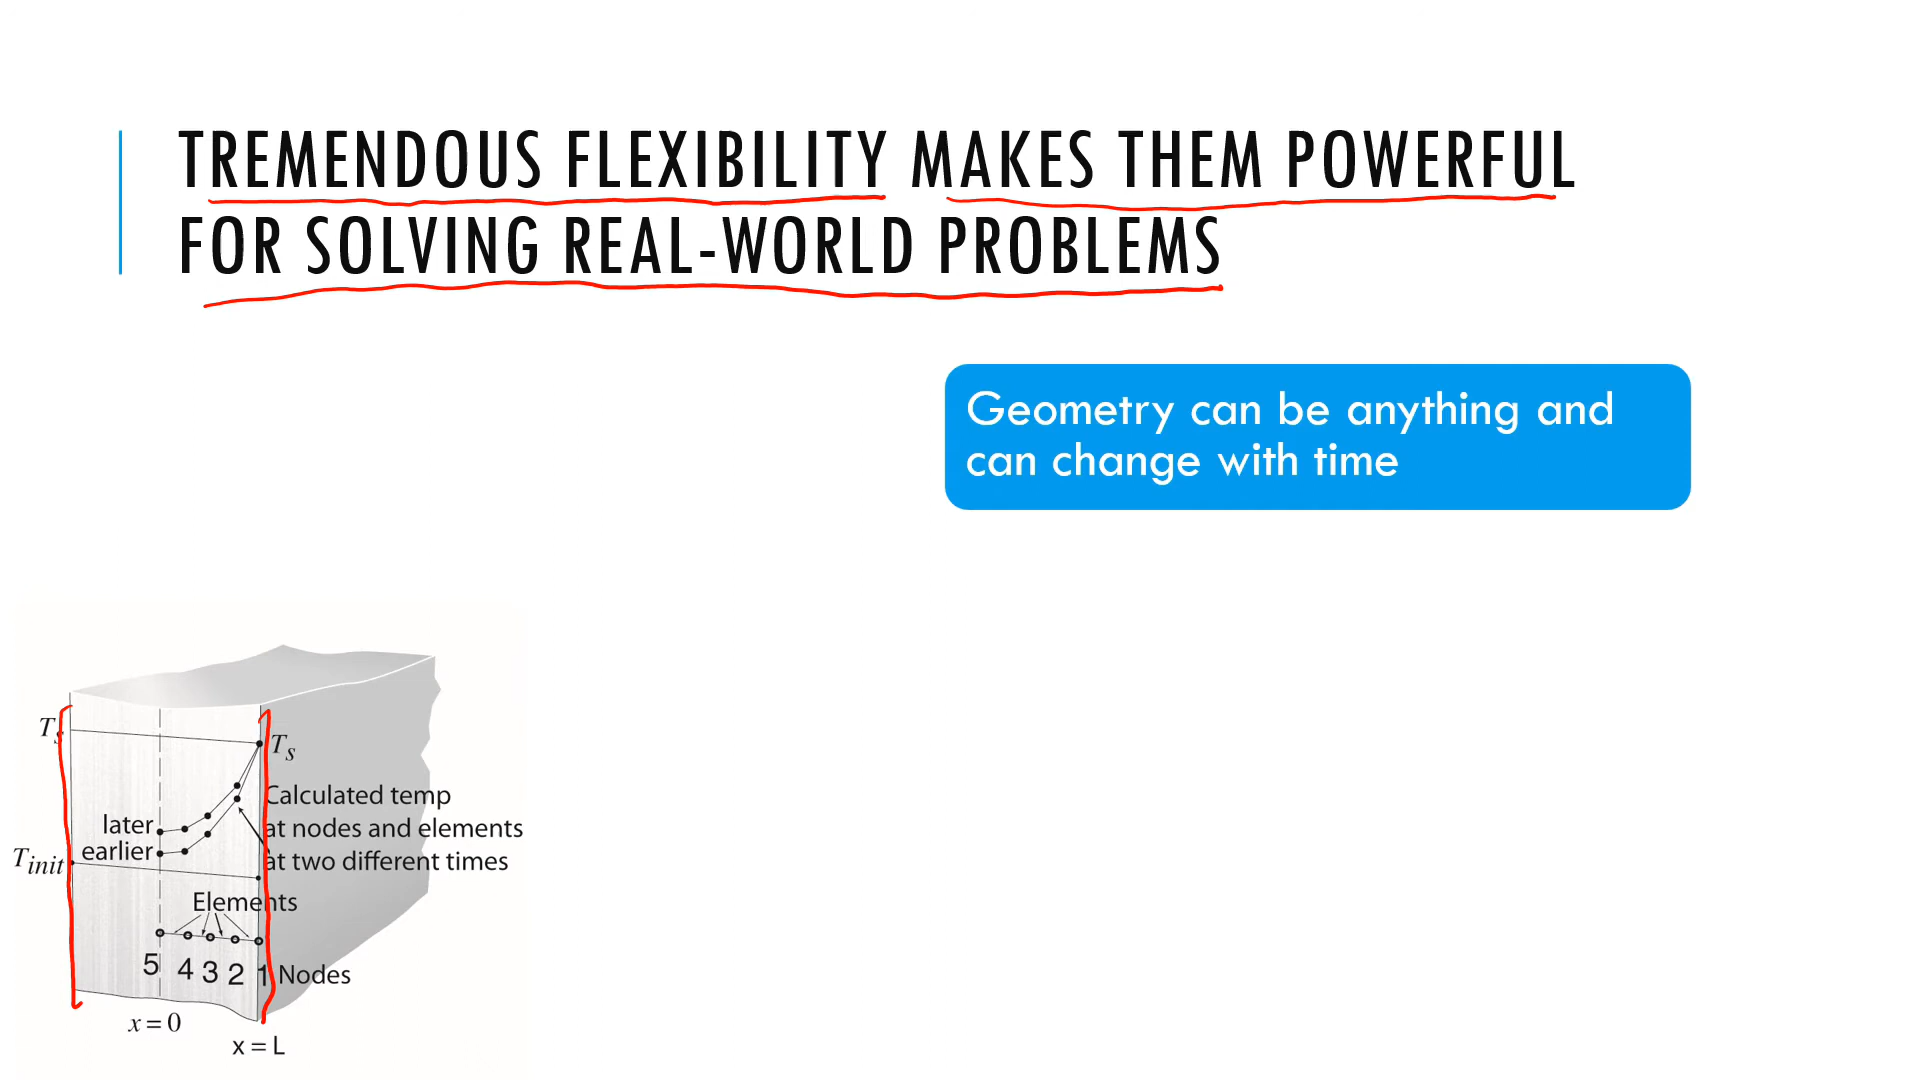 TREMENDOUS FLEXIBILITY MAKES THEM POWERFUL
FOR SOLVING REAL-WORLD PROBLEMS
Geometry can be anything and
can change with time
Ts
Ts
Calculated temp
at nodes and elements
at two different times
later
earlier
Tinit
Elements
5 4 3 2 1 Nodes
x = 0
x = L